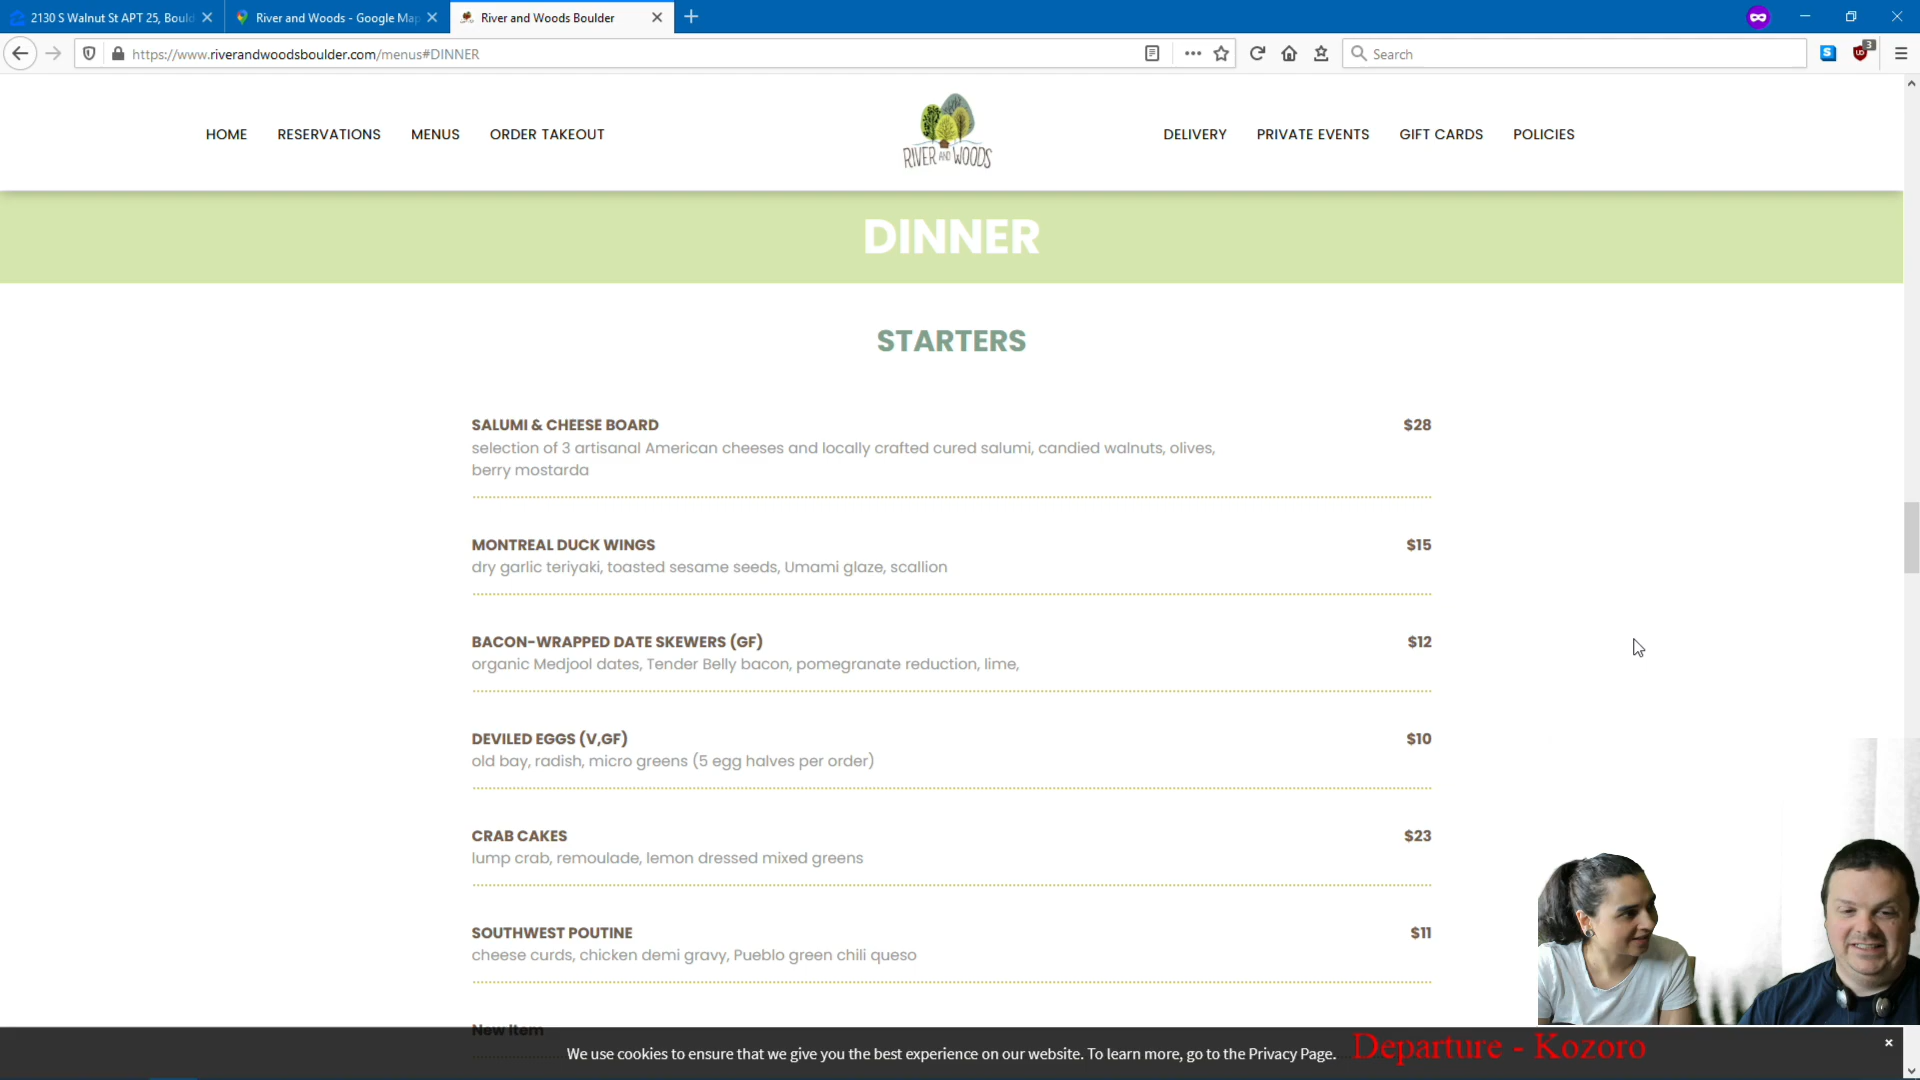 2130 S Walnut St APT 25, Bould
River and Woods - Google Map
River and Woods Boulder
https://www.riverandwoodsboulder.com/menus#DINNER
Search
S
3
HOME
RESERVATIONS
MENUS
ORDER TAKEOUT
RIVER AND WOODS
DELIVERY
PRIVATE EVENTS
GIFT CARDS
POLICIES
DINNER
STARTERS
SALUMI & CHEESE BOARD $28
selection of 3 artisanal American cheeses and locally crafted cured salumi, candied walnuts, olives,
berry mostarda
MONTREAL DUCK WINGS $15
dry garlic teriyaki, toasted sesame seeds, Umami glaze, scallion
BACON-WRAPPED DATE SKEWERS (GF) $12
organic Medjool dates, Tender Belly bacon, pomegranate reduction, lime,
DEVILED EGGS (V,GF) $10
old bay, radish, micro greens (5 egg halves per order)
CRAB CAKES $23
lump crab, remoulade, lemon dressed mixed greens
SOUTHWEST POUTINE $11
cheese curds, chicken demi gravy, Pueblo green chili queso
New Item
We use cookies to ensure that we give you the best experience on our website. To learn more, go to the Privacy Page.
Departure - Kozoro